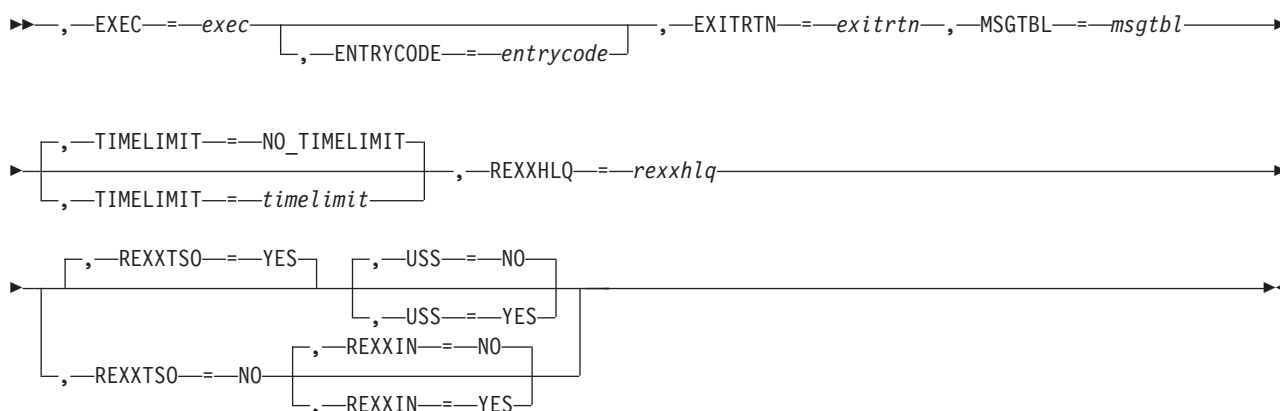 ,EXEC=exec ,EXITRTN=exitrtn,MSGTBL=msgtbl
,ENTRYCODE=entrycode
,TIMELIMIT=NO_TIMELIMIT
,REXXHLQ=rexxhlq
,TIMELIMIT=timelimit
,REXXTSO=YES ,USS=NO
,USS=YES
,REXXIN=NO
,REXXTSO=NO
,REXXIN=YES